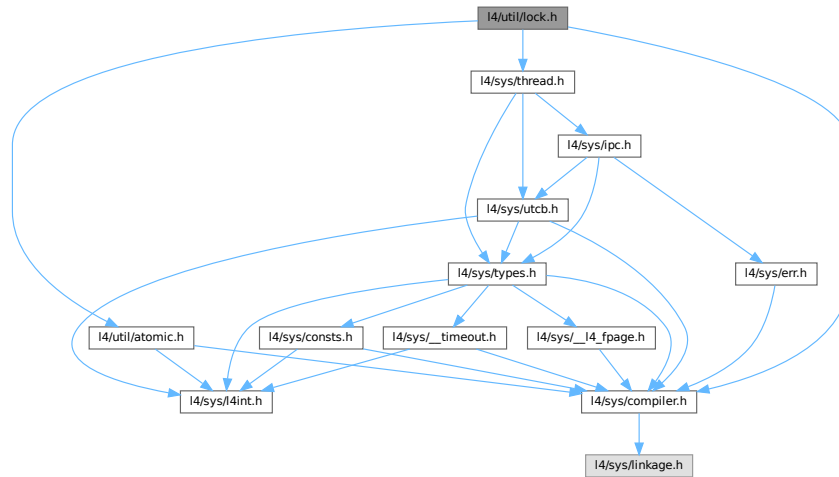 l4/util/lock.h
l4/sys/thread.h
l4/sys/ipc.h
l4/sys/utcb.h
l4/sys/types.h
l4/sys/err.h
l4/util/atomic.h
l4/sys/consts.h
l4/sys/__timeout.h
l4/sys/__l4_fpage.h
l4/sys/l4int.h
l4/sys/compiler.h
l4/sys/linkage.h